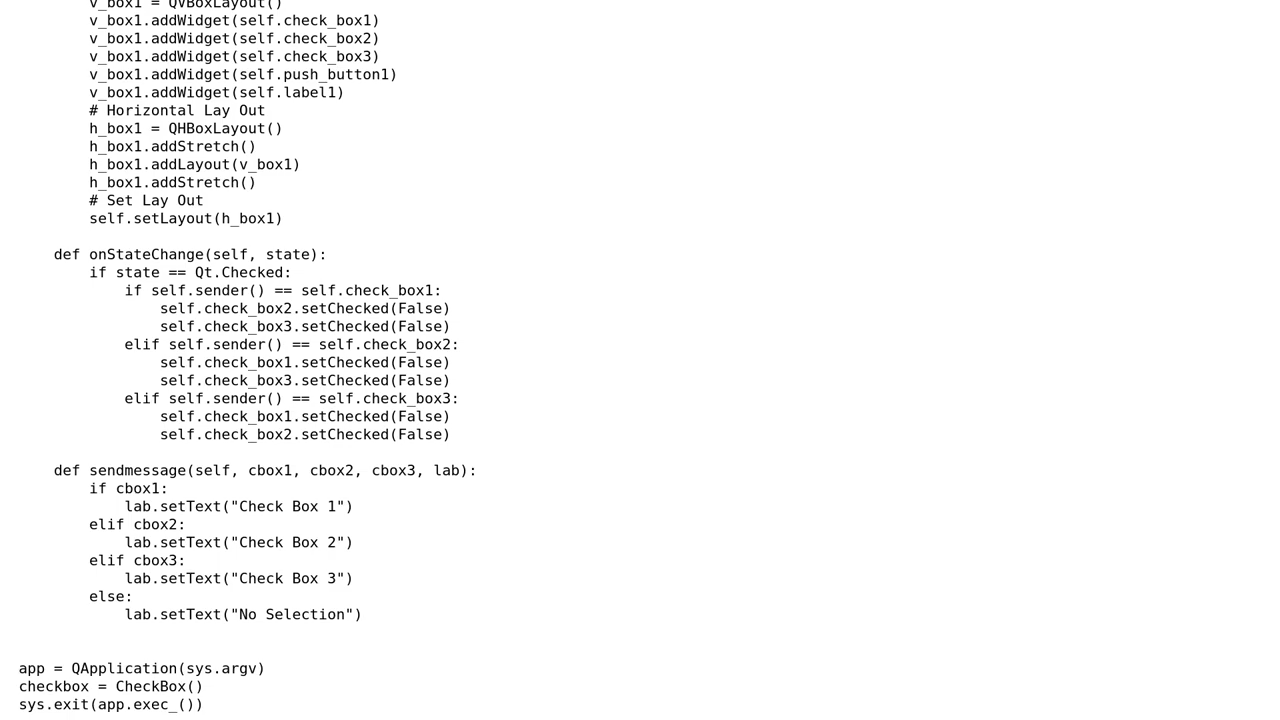 v_box1 = QVBoxLayout()
        v_box1.addWidget(self.check_box1)
        v_box1.addWidget(self.check_box2)
        v_box1.addWidget(self.check_box3)
        v_box1.addWidget(self.push_button1)
        v_box1.addWidget(self.label1)
        # Horizontal Lay Out
        h_box1 = QHBoxLayout()
        h_box1.addStretch()
        h_box1.addLayout(v_box1)
        h_box1.addStretch()
        # Set Lay Out
        self.setLayout(h_box1)

    def onStateChange(self, state):
        if state == Qt.Checked:
            if self.sender() == self.check_box1:
                self.check_box2.setChecked(False)
                self.check_box3.setChecked(False)
            elif self.sender() == self.check_box2:
                self.check_box1.setChecked(False)
                self.check_box3.setChecked(False)
            elif self.sender() == self.check_box3:
                self.check_box1.setChecked(False)
                self.check_box2.setChecked(False)

    def sendmessage(self, cbox1, cbox2, cbox3, lab):
        if cbox1:
            lab.setText("Check Box 1")
        elif cbox2:
            lab.setText("Check Box 2")
        elif cbox3:
            lab.setText("Check Box 3")
        else:
            lab.setText("No Selection")


app = QApplication(sys.argv)
checkbox = CheckBox()
sys.exit(app.exec_())